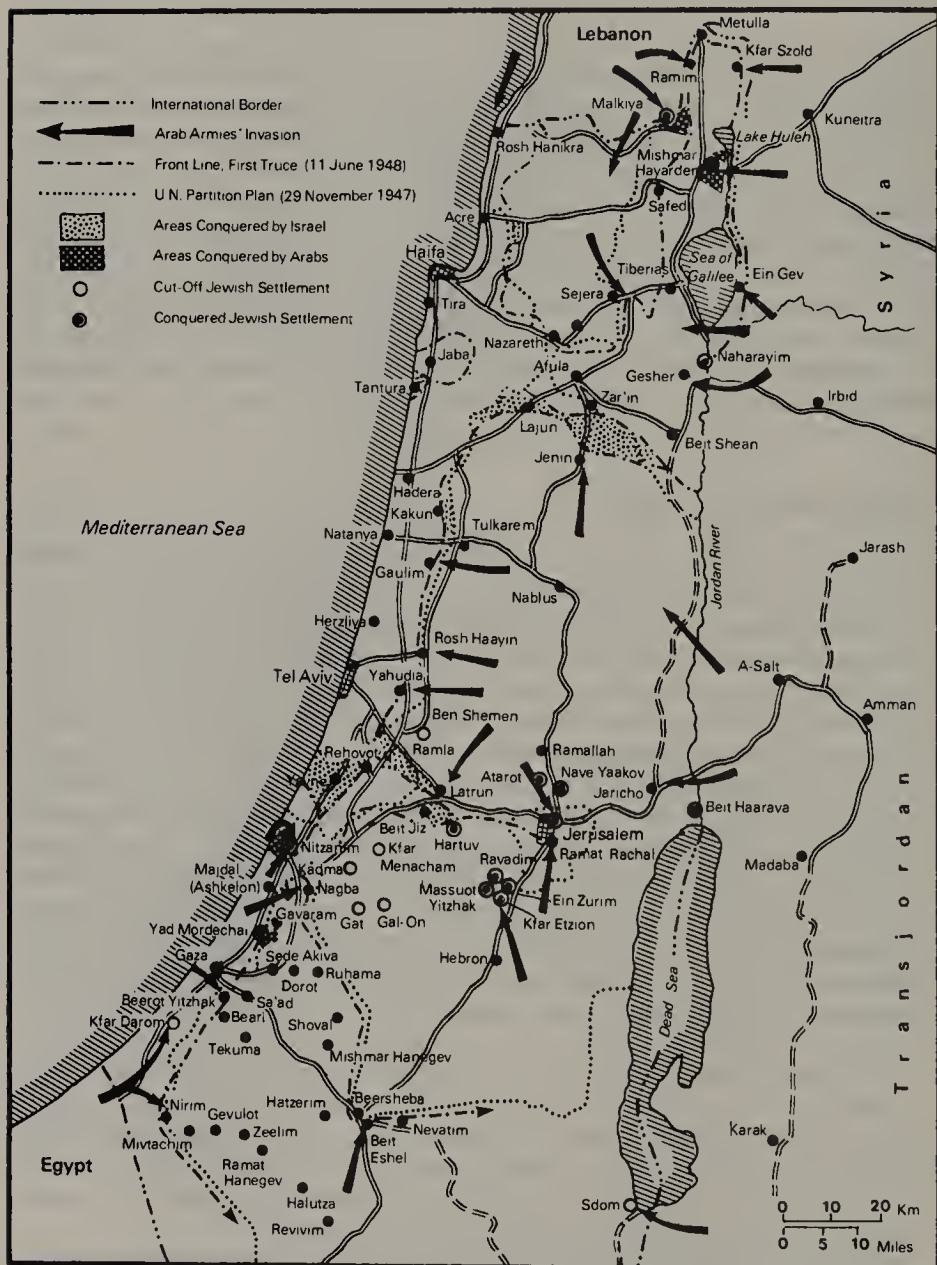 International Border
Arab Armies' Invasion
Front Line, First Truce (11 June 1948)
U.N. Partition Plan (29 November 1947)
Areas Conquered by Israel
Areas Conquered by Arabs
Cut-Off Jewish Settlement
Conquered Jewish Settlement
Lebanon
Metulla
Kfar Szold
Ramim
Malkiya
Kuneitra
Lake Huleh
Rosh Hanikra
Mishmar
Hayarden
Safed
Syria
Acre
Haifa
Tiberias
Sea of
Galilee
Ein Gev
Tira
Sejera
Nazareth
Naharayim
Jaba
Afula
Gesher
Tantura
Zar'in
Irbid
Lajun
Beit Shean
Jenin
Hadera
Kakun
Mediterranean Sea
Natanya
Tulkarem
Jarash
Gaulim
Nablus
Jordan River
Herzliya
Rosh Haayin
Tel Aviv
Yahudia
A-Salt
Ben Shemen
Amman
Rehovot
Ramla
Ramallah
Atarot
Nave Yaakov
Yavne
Latrun
Jaricho
Beit Haarava
Beit Jiz
Jerusalem
Nitzanim
Kfar
Menacham
Hartuv
Ramat Rachal
Madaba
Transjordan
Kadma
Majdal
(Ashkelon)
Nagba
Ravadim
Massuot
Yitzhak
Ein Zurim
Kfar Etzion
Gavaram
Gat
Gal-On
Yad Mordechai
Hebron
Gaza
Sede Akiva
Dorot
Ruhama
Dead Sea
Beerot Yitzhak
Sa'ad
Kfar Darom
Beari
Shoval
Tekuma
Mishmar Hanegev
Nirim
Gevulot
Hatzerim
Beersheba
Mivtachim
Zeelim
Nevatim
Beit
Eshel
Karak
Egypt
Ramat
Hanegev
Halutza
Revivim
Sdom
0 10 20 Km
0 5 10 Miles